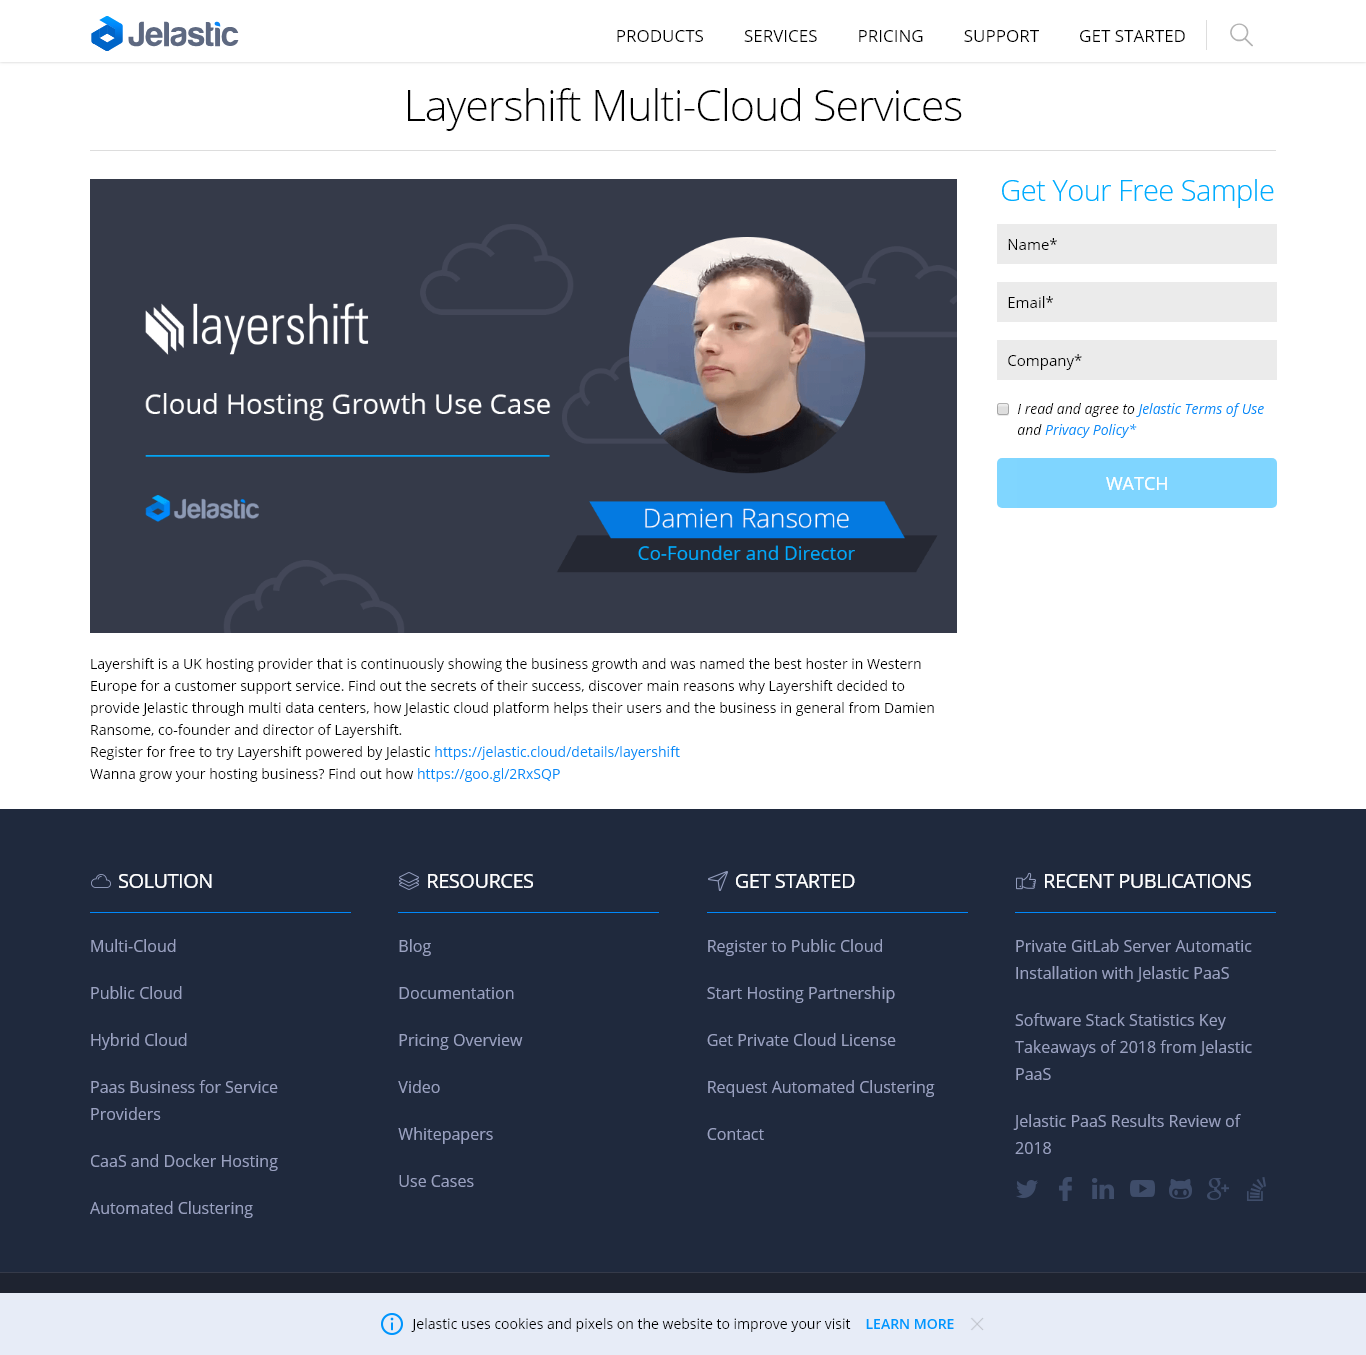 Jelastic
PRODUCTS SERVICES PRICING SUPPORT GET STARTED
Layershift Multi-Cloud Services
layershift
Cloud Hosting Growth Use Case
Jelastic
Damien Ransome
Co-Founder and Director
Get Your Free Sample
Name*
Email*
Company*
I read and agree to Jelastic Terms of Use
and Privacy Policy*
WATCH
Layershift is a UK hosting provider that is continuously showing the business growth and was named the best hoster in Western
Europe for a customer support service. Find out the secrets of their success, discover main reasons why Layershift decided to
provide Jelastic through multi data centers, how Jelastic cloud platform helps their users and the business in general from Damien
Ransome, co-founder and director of Layershift.
Register for free to try Layershift powered by Jelastic https://jelastic.cloud/details/layershift
Wanna grow your hosting business? Find out how https://goo.gl/2RxSQP
SOLUTION
Multi-Cloud
Public Cloud
Hybrid Cloud
Paas Business for Service
Providers
CaaS and Docker Hosting
Automated Clustering
RESOURCES
Blog
Documentation
Pricing Overview
Video
Whitepapers
Use Cases
GET STARTED
Register to Public Cloud
Start Hosting Partnership
Get Private Cloud License
Request Automated Clustering
Contact
RECENT PUBLICATIONS
Private GitLab Server Automatic
Installation with Jelastic PaaS
Software Stack Statistics Key
Takeaways of 2018 from Jelastic
PaaS
Jelastic PaaS Results Review of
2018
Jelastic uses cookies and pixels on the website to improve your visit LEARN MORE